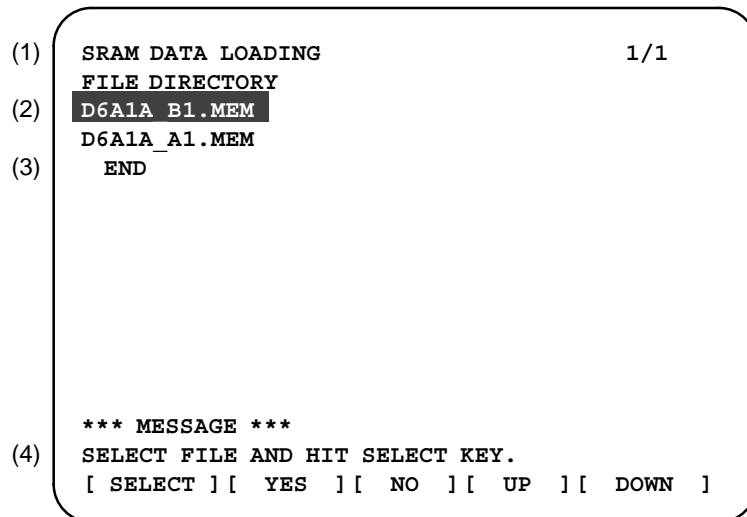 (1) SRAM DATA LOADING 1/1
FILE DIRECTORY
(2) D6A1A_B1.MEM
D6A1A_A1.MEM
(3) END
*** MESSAGE ***
(4) SELECT FILE AND HIT SELECT KEY.
[ SELECT ] [ YES ] [ NO ] [ UP ] [ DOWN ]